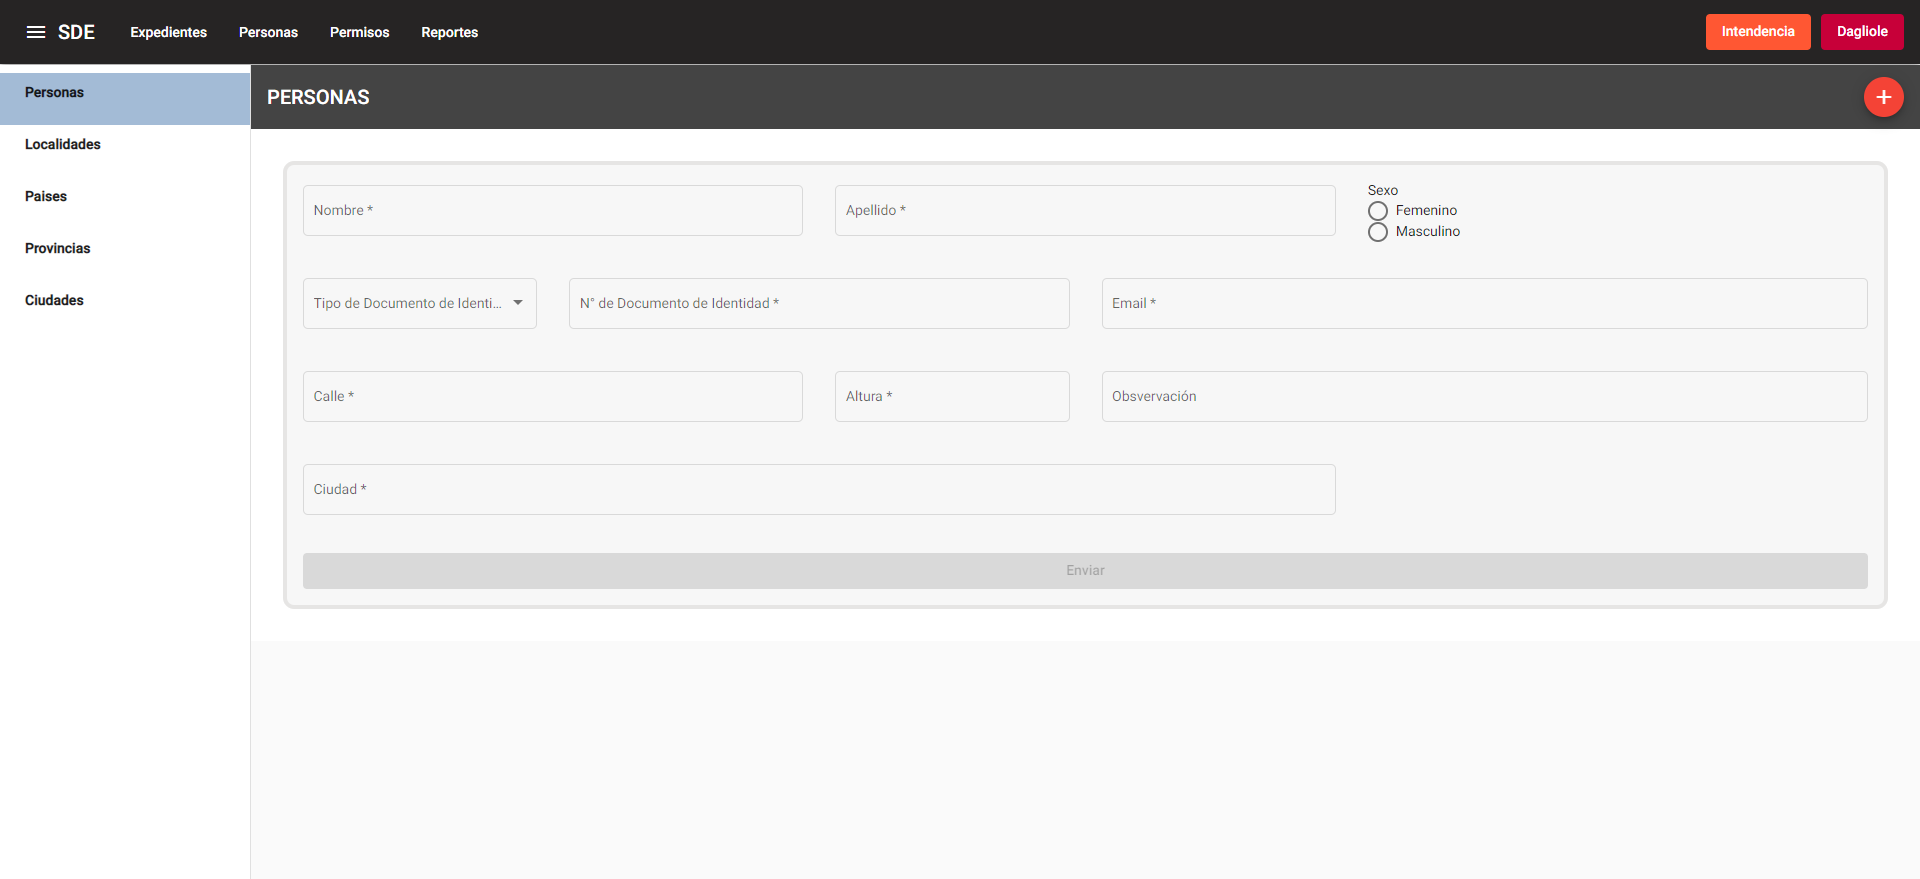 SDE Expedientes Personas Permisos Reportes Intendencia Dagliole
Personas
Localidades
Paises
Provincias
Ciudades
PERSONAS
Nombre * Apellido * Sexo
Femenino
Masculino
Tipo de Documento de Identi... N° de Documento de Identidad * Email *
Calle * Altura * Obsvervación
Ciudad *
Enviar